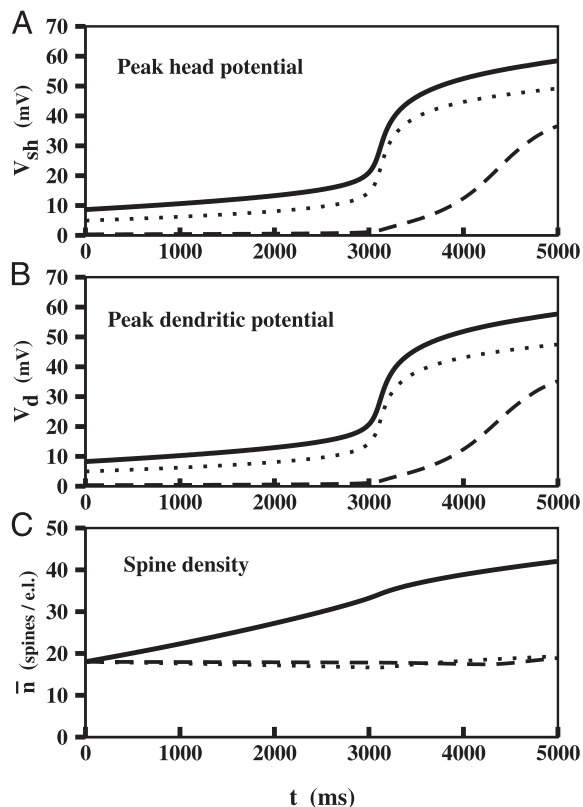 A
70
60
50
40
30
20
10
0
V_sh (mV)
Peak head potential
0 1000 2000 3000 4000 5000
B
70
60
50
40
30
20
10
0
V_d (mV)
Peak dendritic potential
0 1000 2000 3000 4000 5000
C
50
40
30
20
10
0
n̄ (spines / e.l.)
Spine density
0 1000 2000 3000 4000 5000
t (ms)